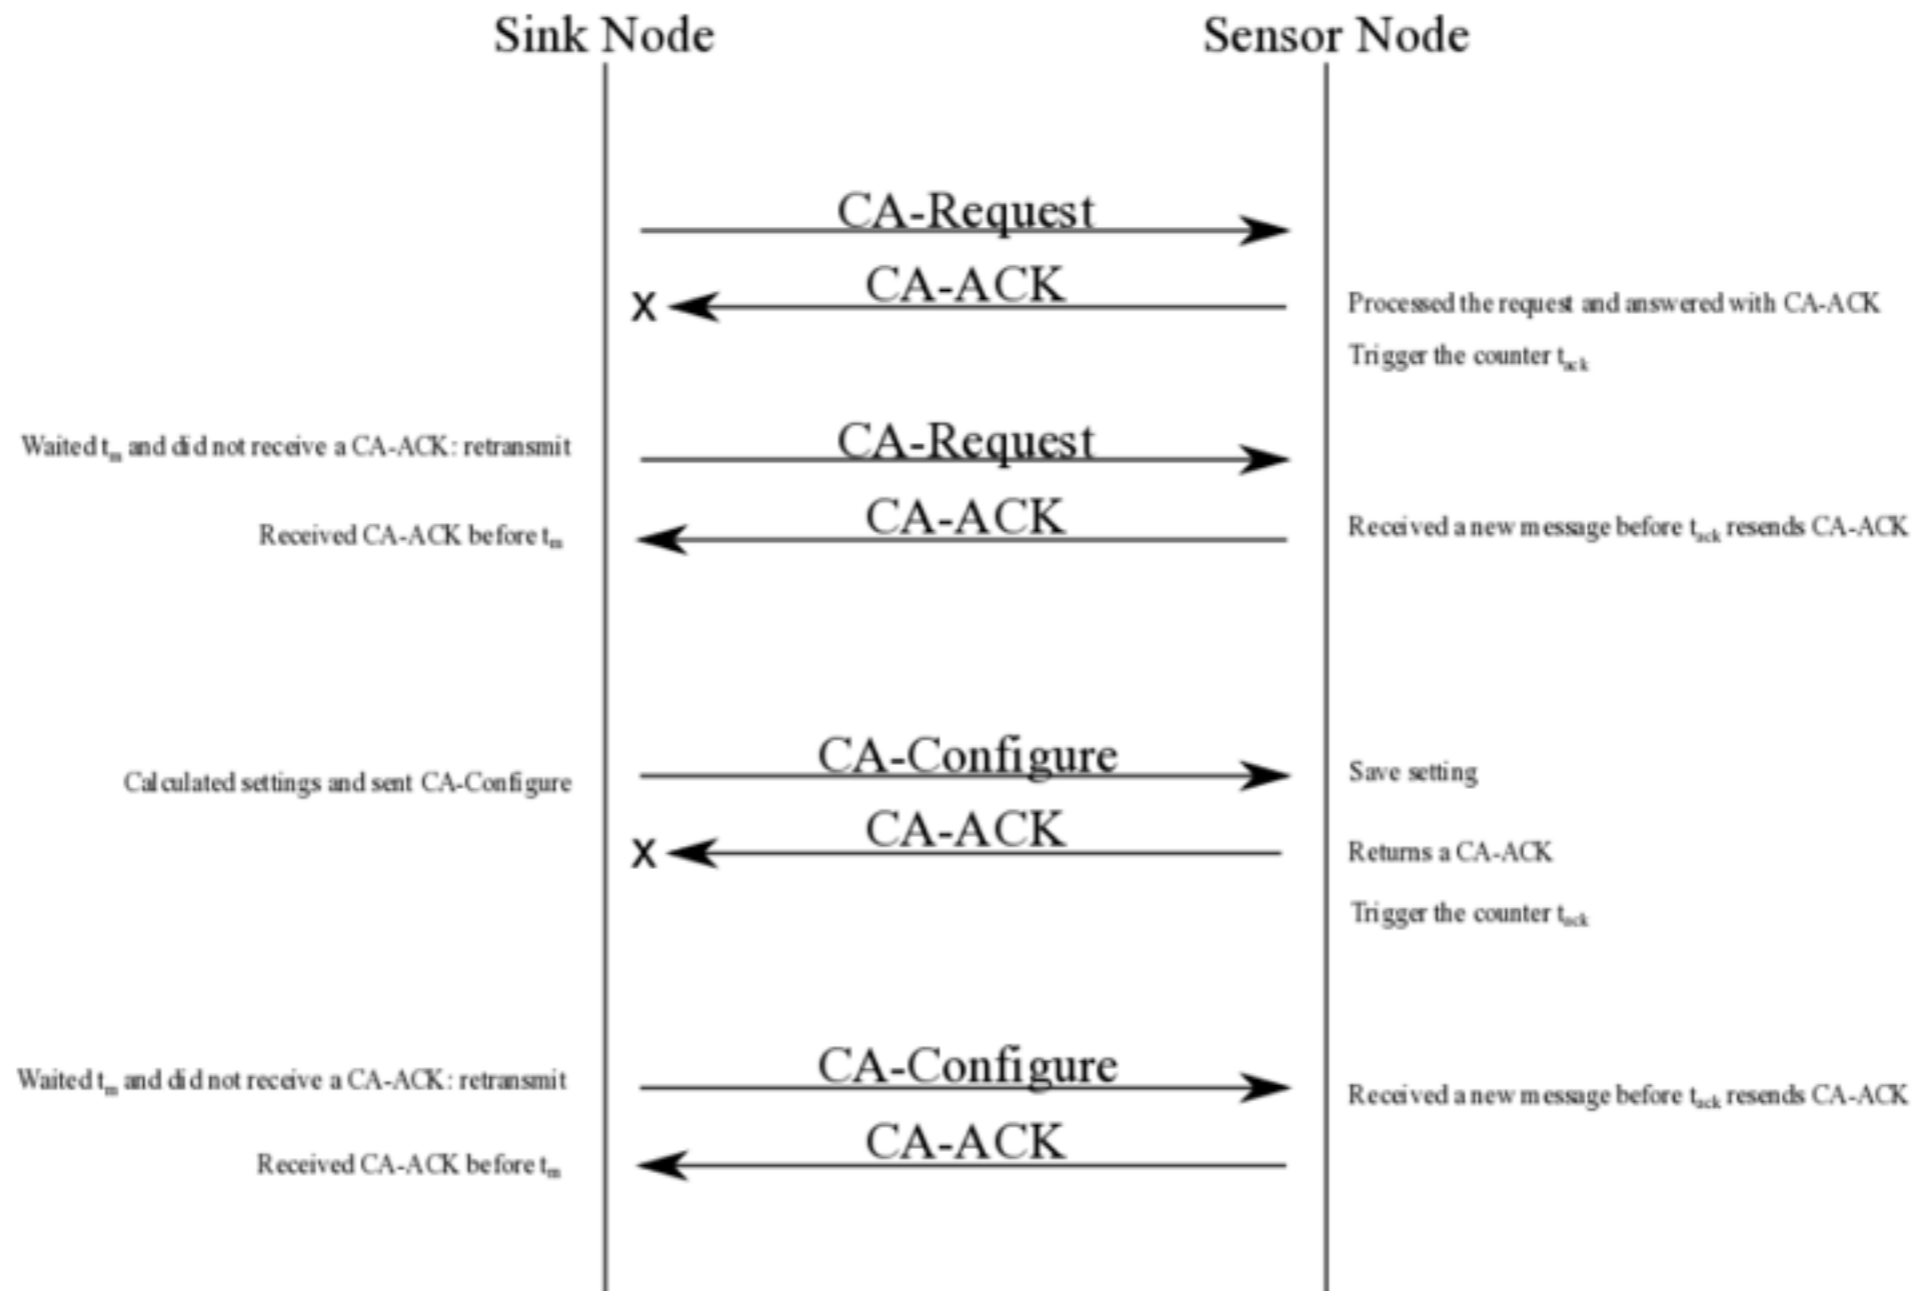 Sink Node
Sensor Node
CA-Request
CA-ACK
X
Processed the request and answered with CA-ACK
Trigger the counter tack
Waited tm and did not receive a CA-ACK: retransmit
CA-Request
CA-ACK
Received CA-ACK before tm
Received a new message before tack resends CA-ACK
CA-Configure
Calculated settings and sent CA-Configure
Save setting
CA-ACK
X
Returns a CA-ACK
Trigger the counter tack
CA-Configure
Waited tm and did not receive a CA-ACK: retransmit
Received a new message before tack resends CA-ACK
CA-ACK
Received CA-ACK before tm